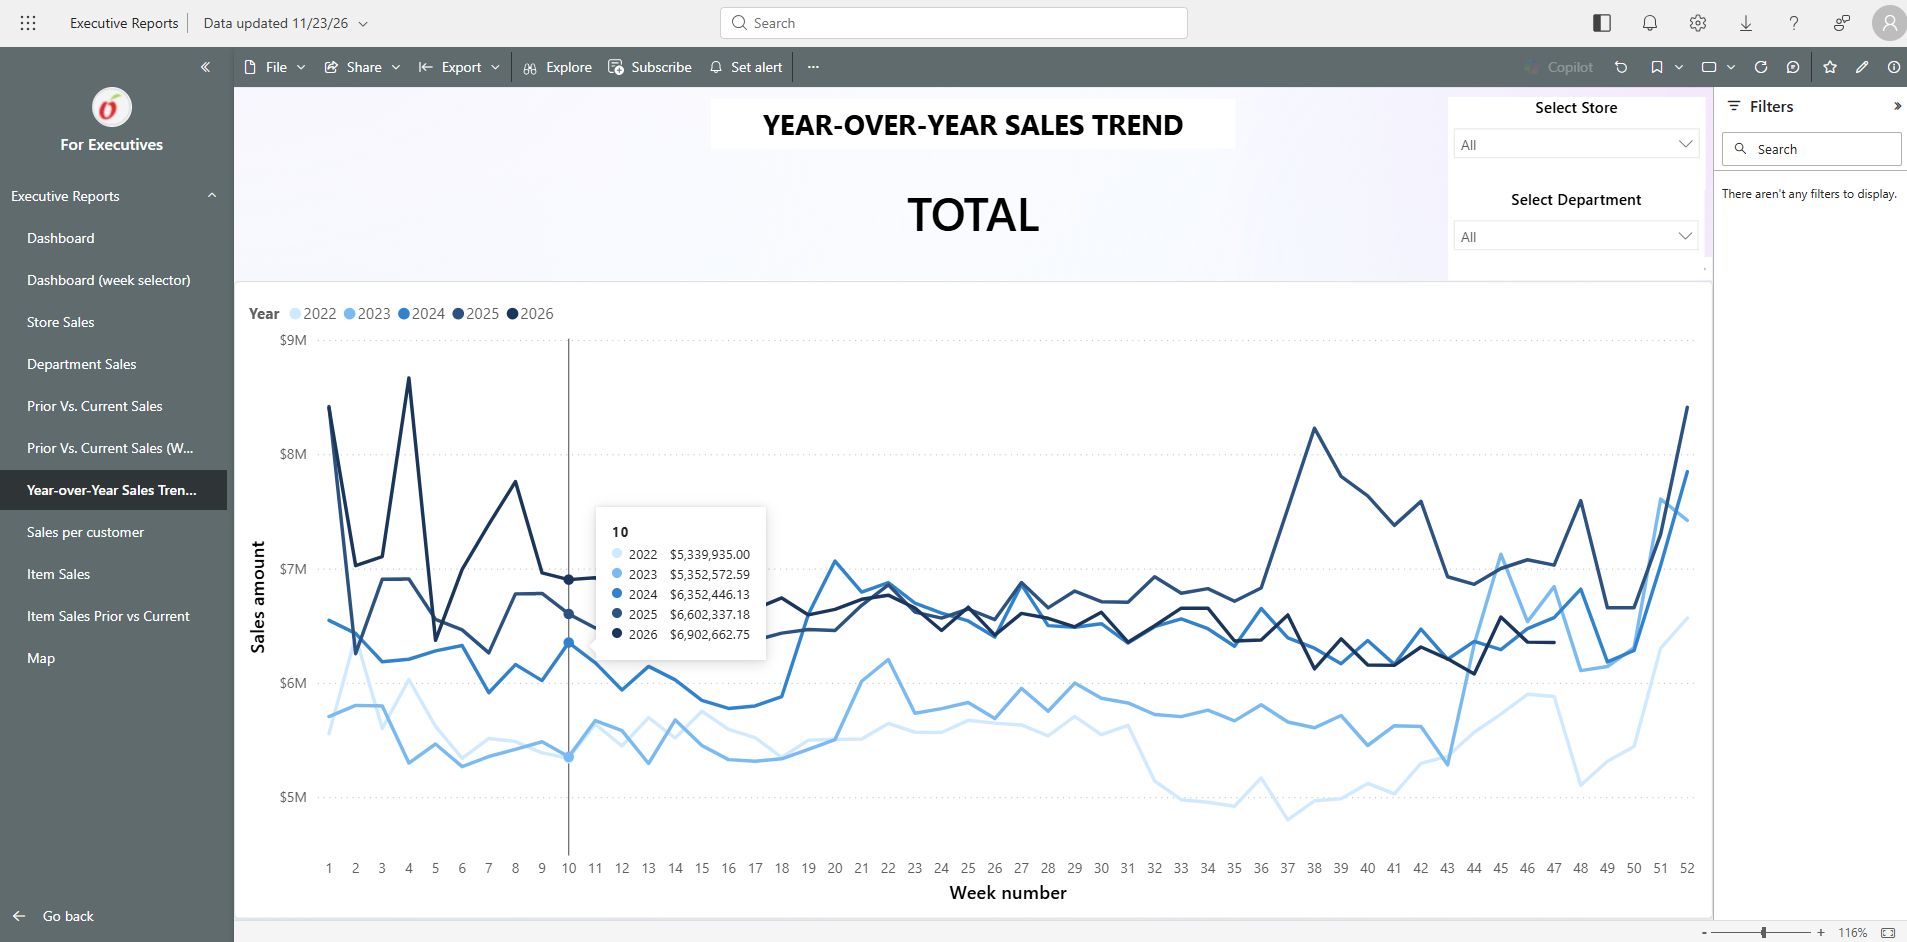 Executive Reports
Data updated 11/23/26
Search
File
Share
Export
Explore
Subscribe
Set alert
Copilot
For Executives
Executive Reports
Dashboard
Dashboard (week selector)
Store Sales
Department Sales
Prior Vs. Current Sales
Prior Vs. Current Sales (W...
Year-over-Year Sales Tren...
Sales per customer
Item Sales
Item Sales Prior vs Current
Map
Go back
YEAR-OVER-YEAR SALES TREND
TOTAL
Select Store
All
Select Department
All
Filters
Search
There aren't any filters to display.
Year 2022 2023 2024 2025 2026
$9M
$8M
$7M
$6M
$5M
Sales amount
10
2022 $5,339,935.00
2023 $5,352,572.59
2024 $6,352,446.13
2025 $6,602,337.18
2026 $6,902,662.75
1 2 3 4 5 6 7 8 9 10 11 12 13 14 15 16 17 18 19 20 21 22 23 24 25 26 27 28 29 30 31 32 33 34 35 36 37 38 39 40 41 42 43 44 45 46 47 48 49 50 51 52
Week number
- + 116%